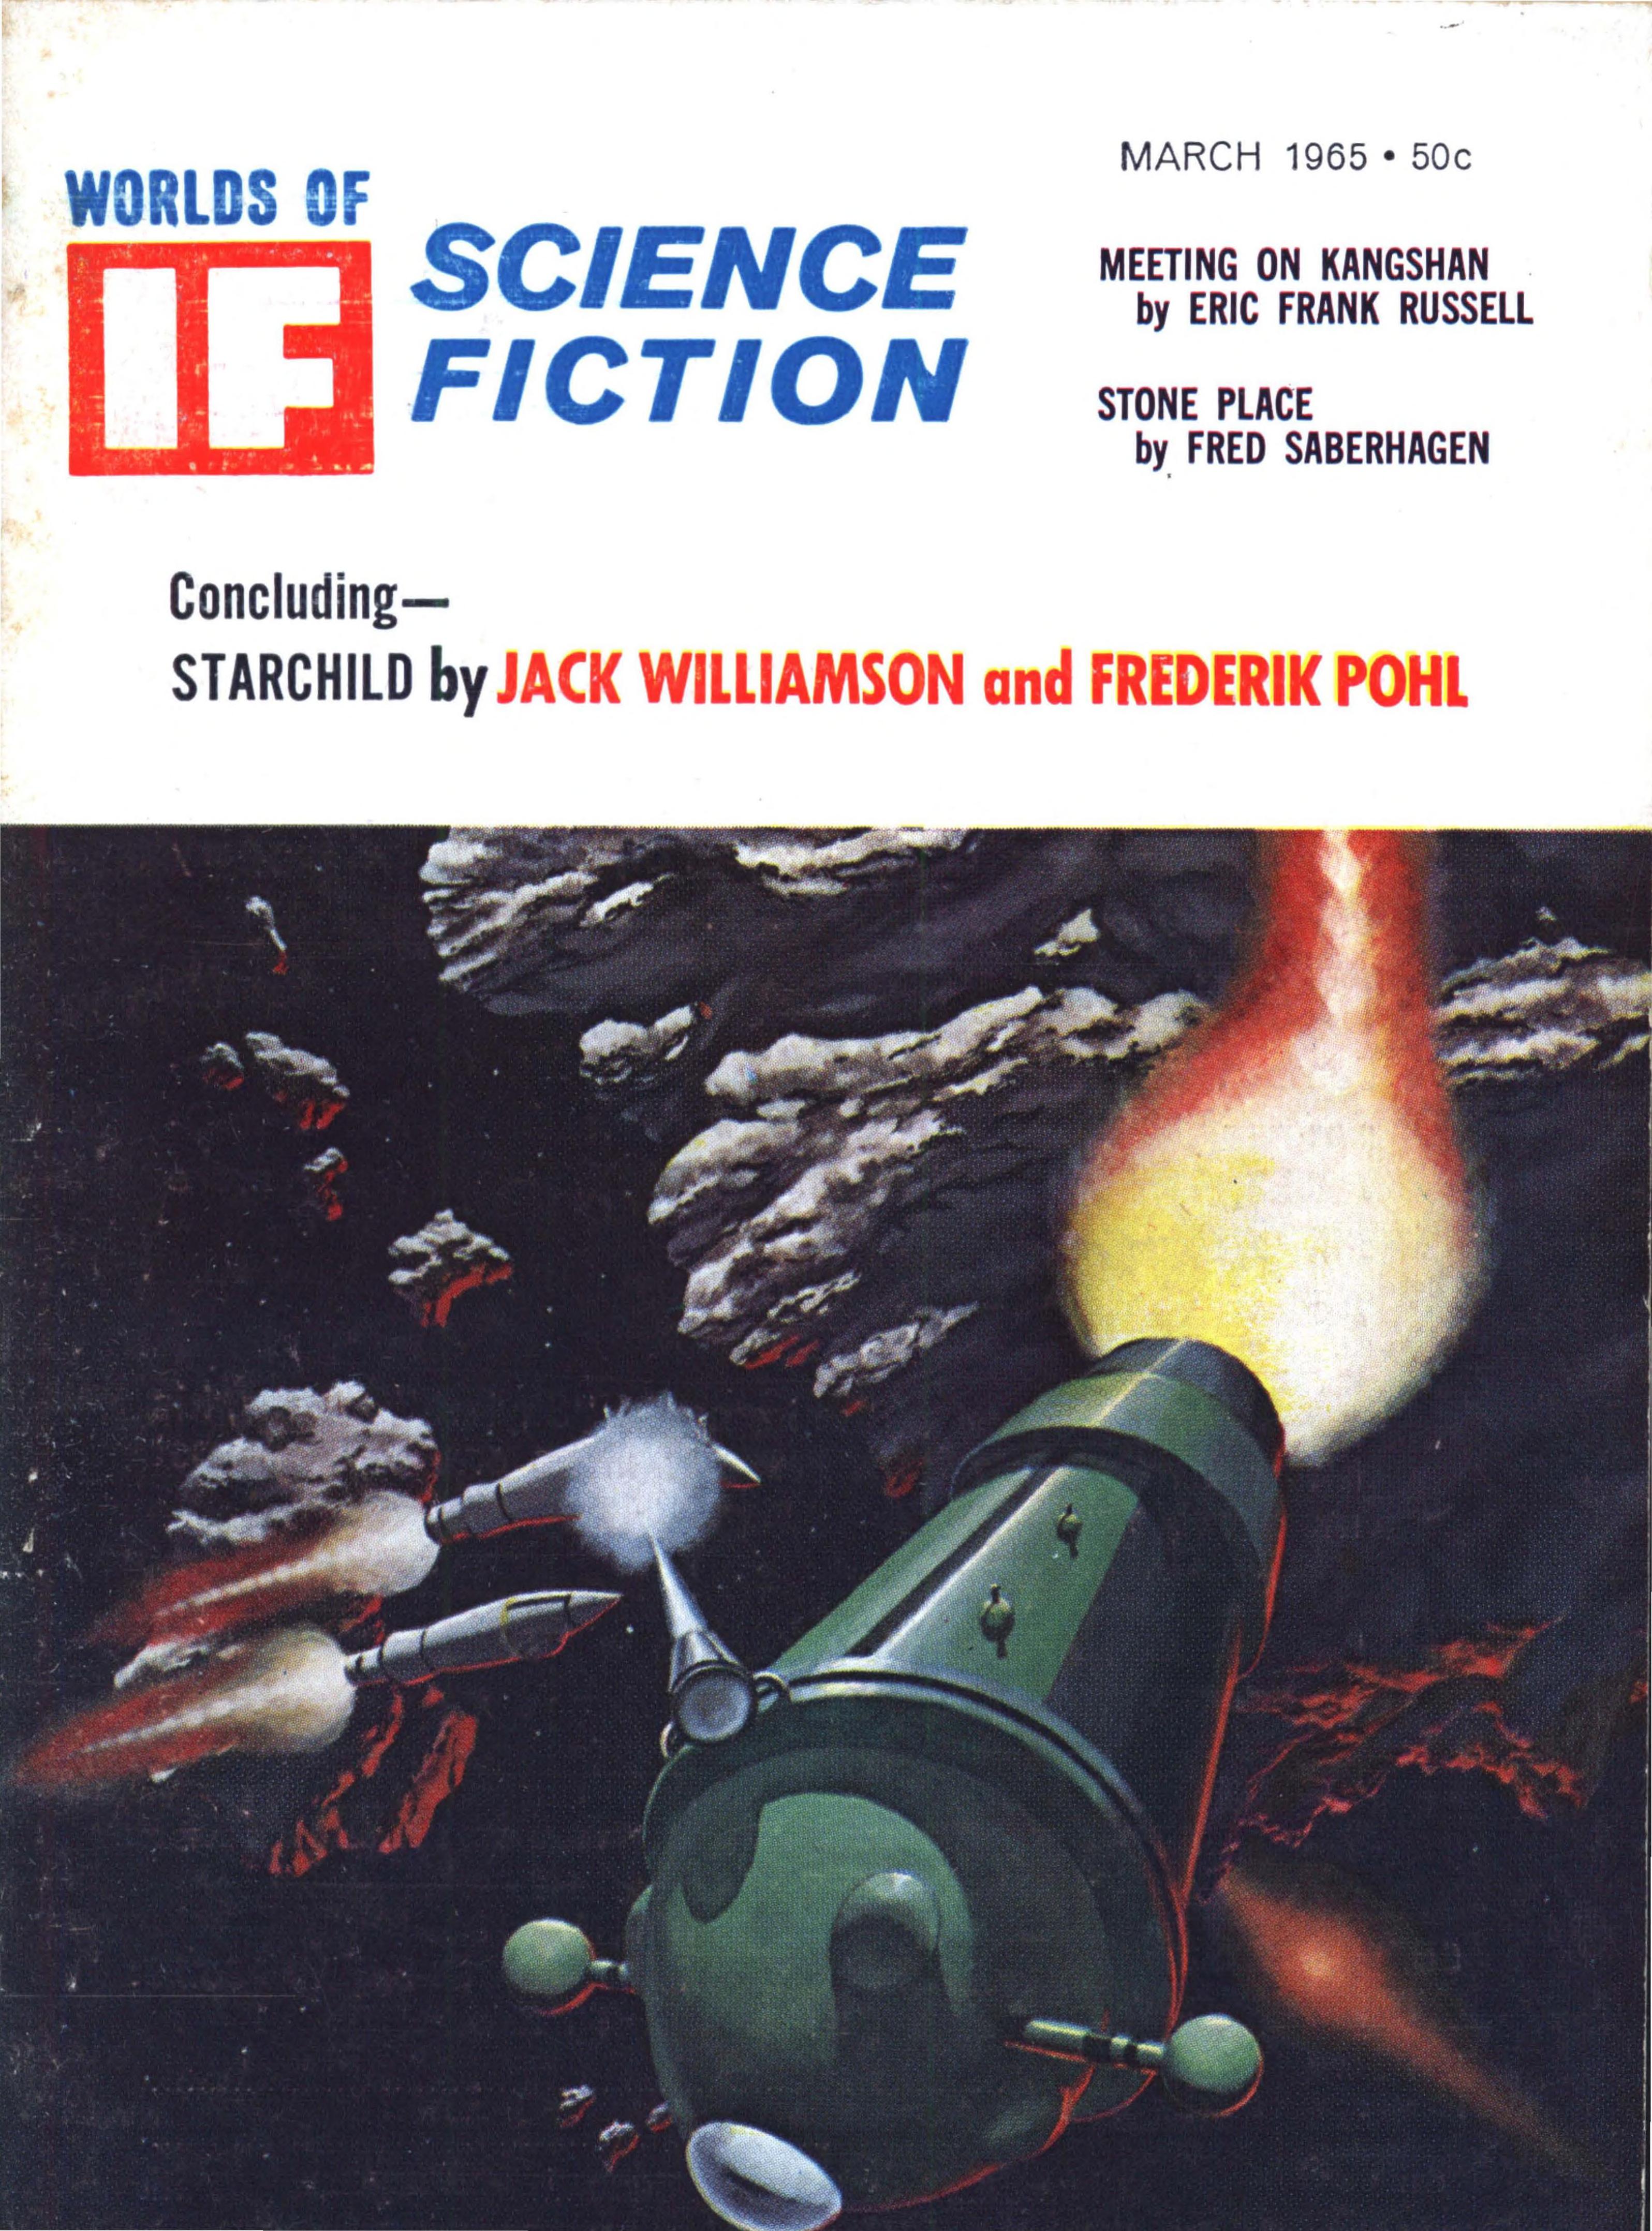 MARCH 1965 • 50c
WORLDS OF
IF
SCIENCE
FICTION
MEETING ON KANGSHAN
by ERIC FRANK RUSSELL
STONE PLACE
by FRED SABERHAGEN
Concluding—
STARCHILD by JACK WILLIAMSON and FREDERIK POHL